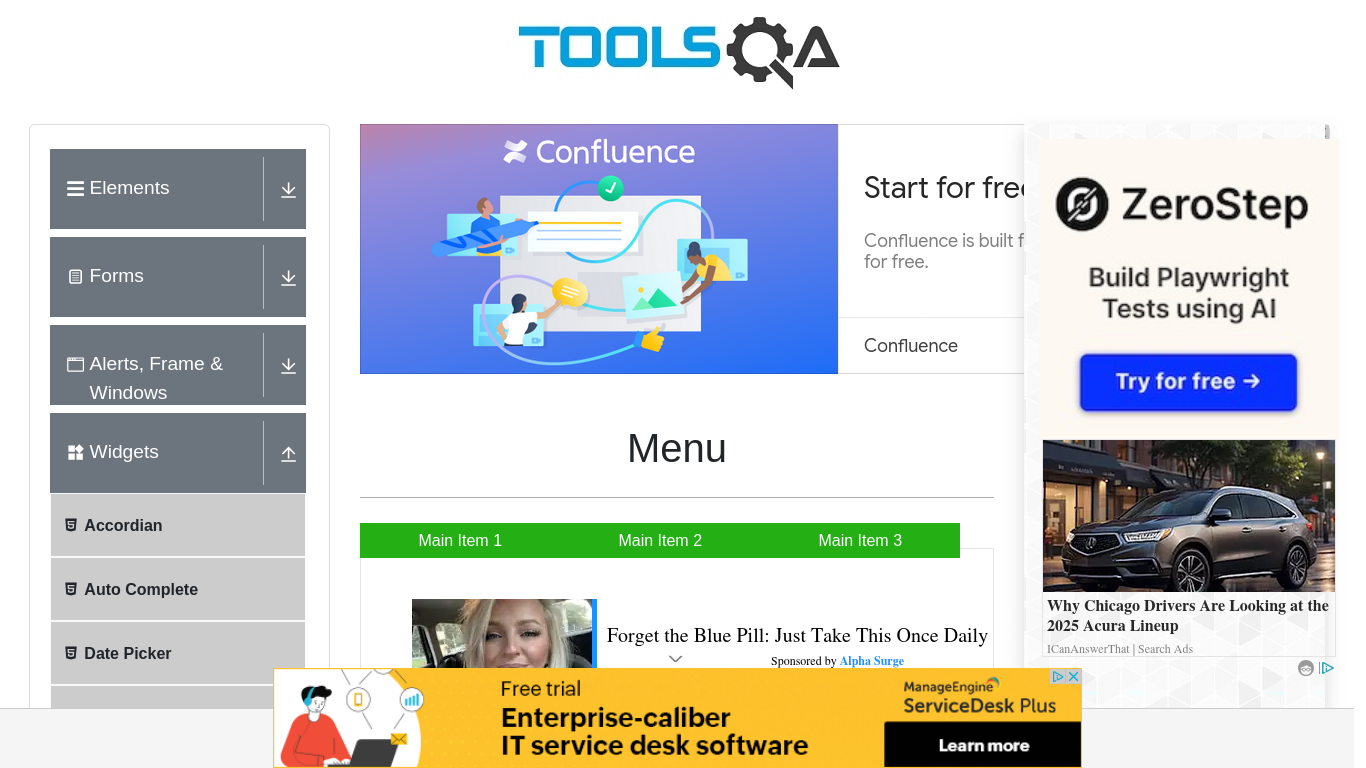 TOOLSQA
Elements
Forms
Alerts, Frame &
Windows
Widgets
Accordian
Auto Complete
Date Picker
Confluence
Start for free
Confluence is built f
for free.
Confluence
Menu
Main Item 1
Main Item 2
Main Item 3
Forget the Blue Pill: Just Take This Once Daily
Sponsored by Alpha Surge
ZeroStep
Build Playwright
Tests using AI
Try for free →
Why Chicago Drivers Are Looking at the
2025 Acura Lineup
ICanAnswerThat | Search Ads
Free trial
Enterprise-caliber
IT service desk software
ManageEngine
ServiceDesk Plus
Learn more